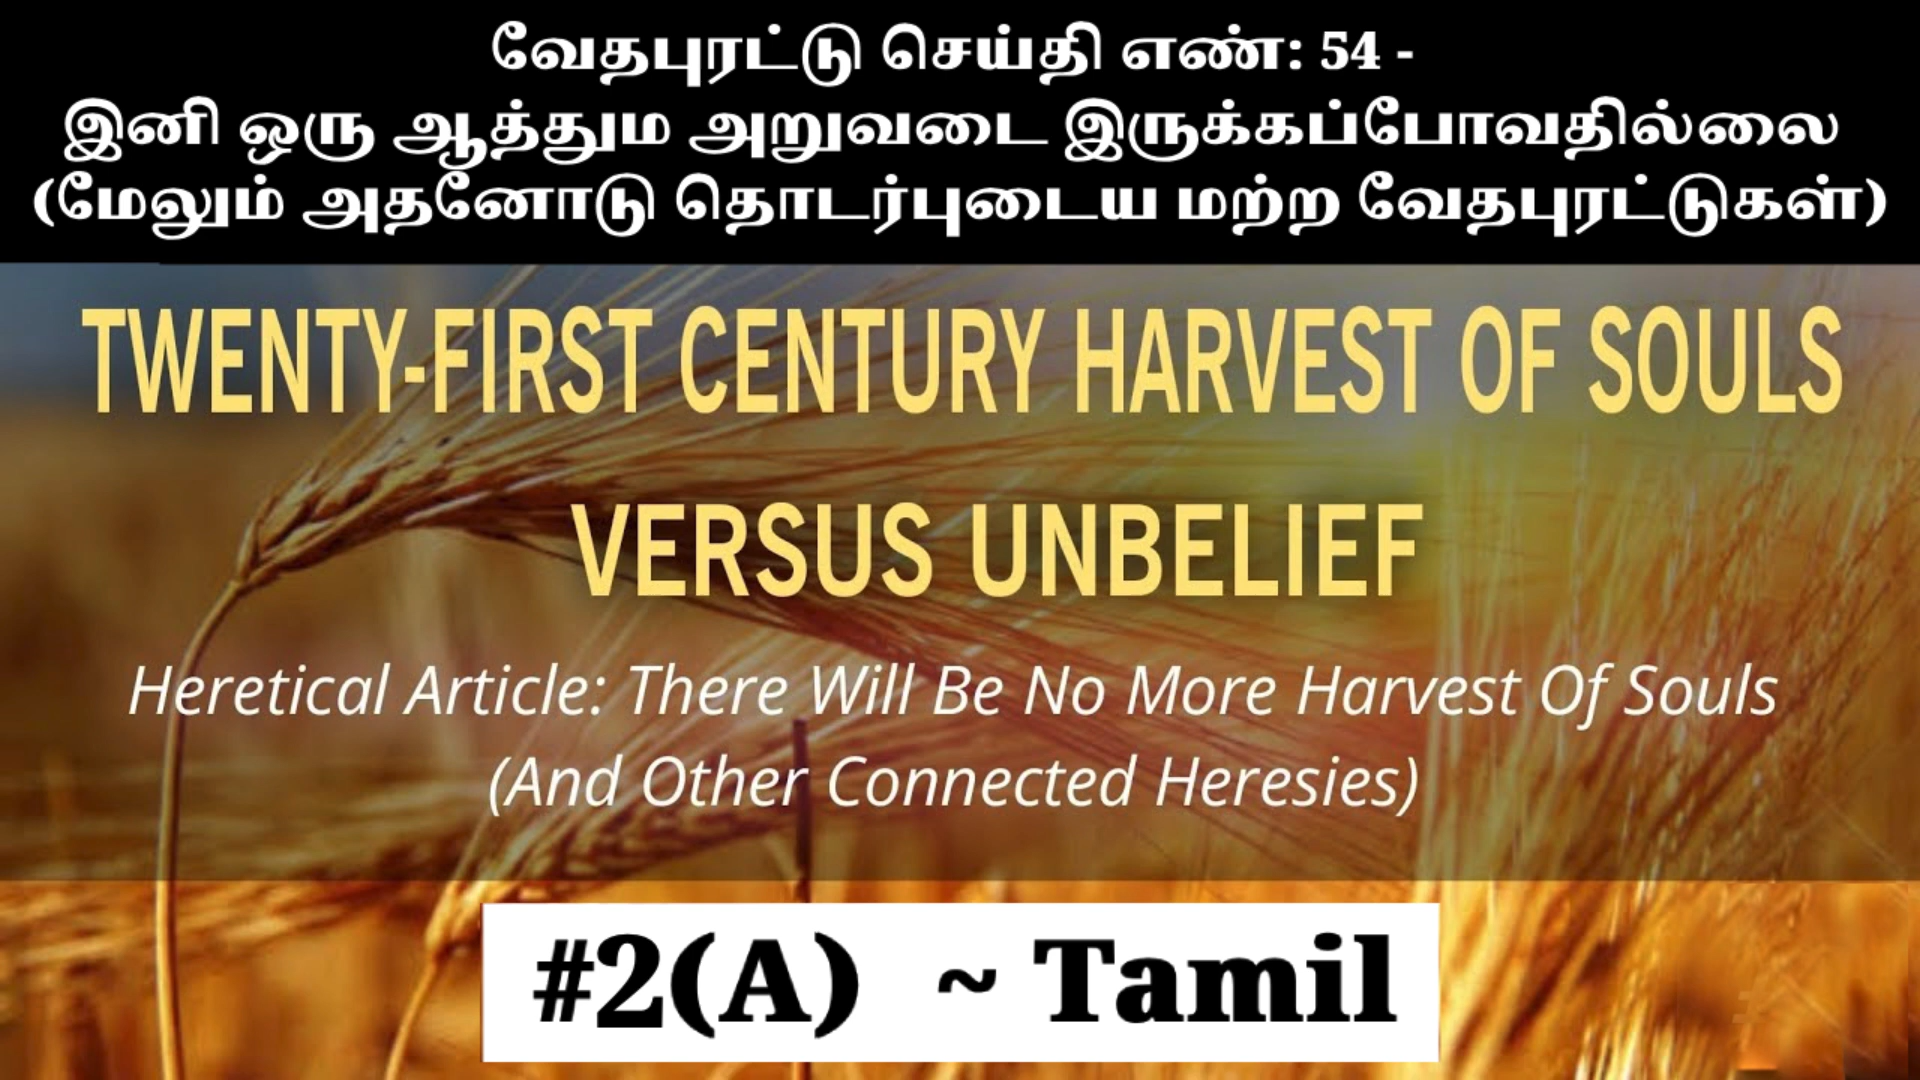 வேதபுரட்டு செய்தி எண்: 54 -
இனி ஒரு ஆத்தும அறுவடை இருக்கப்போவதில்லை
(மேலும் அதனோடு தொடர்புடைய மற்ற வேதபுரட்டுகள்)
TWENTY-FIRST CENTURY HARVEST OF SOULS
VERSUS UNBELIEF
Heretical Article: There Will Be No More Harvest Of Souls
(And Other Connected Heresies)
#2(A) ~ Tamil